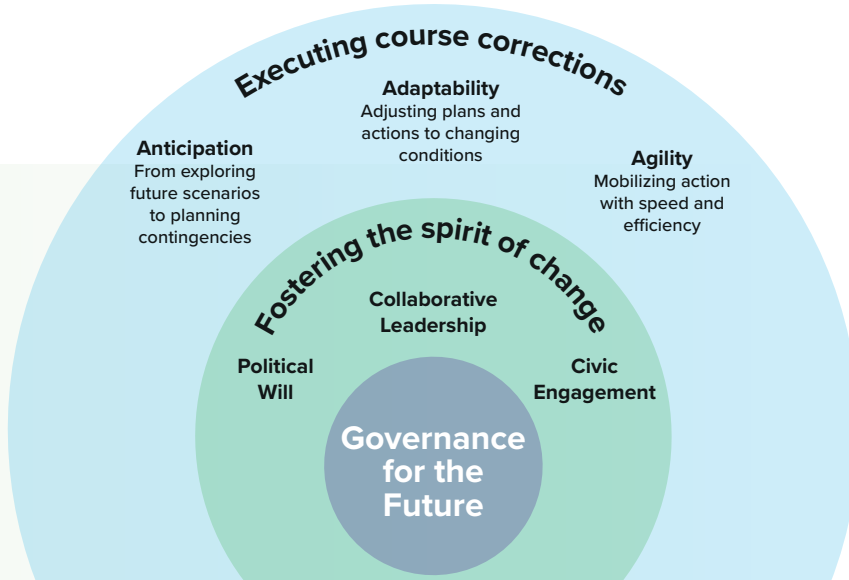 Executing course corrections
Adaptability
Adjusting plans and
actions to changing
conditions
Anticipation
From exploring
future scenarios
to planning
contingencies
Agility
Mobilizing action
with speed and
efficiency
Fostering the spirit of change
Collaborative
Leadership
Political
Will
Civic
Engagement
Governance
for the
Future